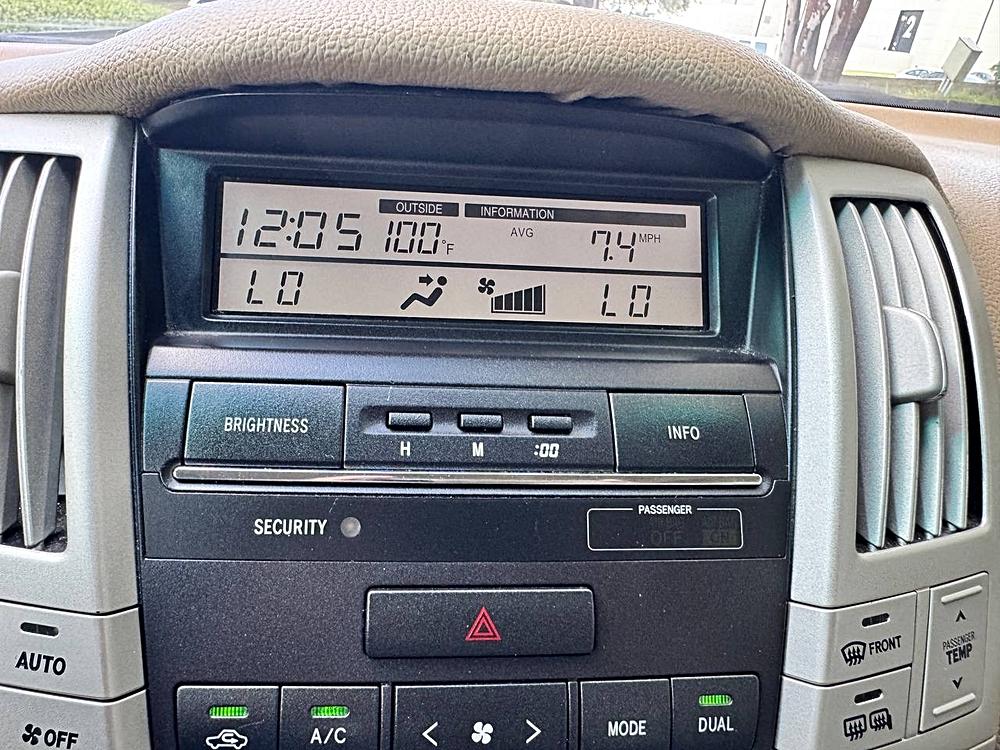 2
OUTSIDE INFORMATION
12:05 100°F AVG 7.4 MPH
LO LO
BRIGHTNESS
H M :00
INFO
SECURITY
PASSENGER
OFF ON
AUTO
FRONT
PASSENGER
TEMP
OFF
A/C
< >
MODE
DUAL